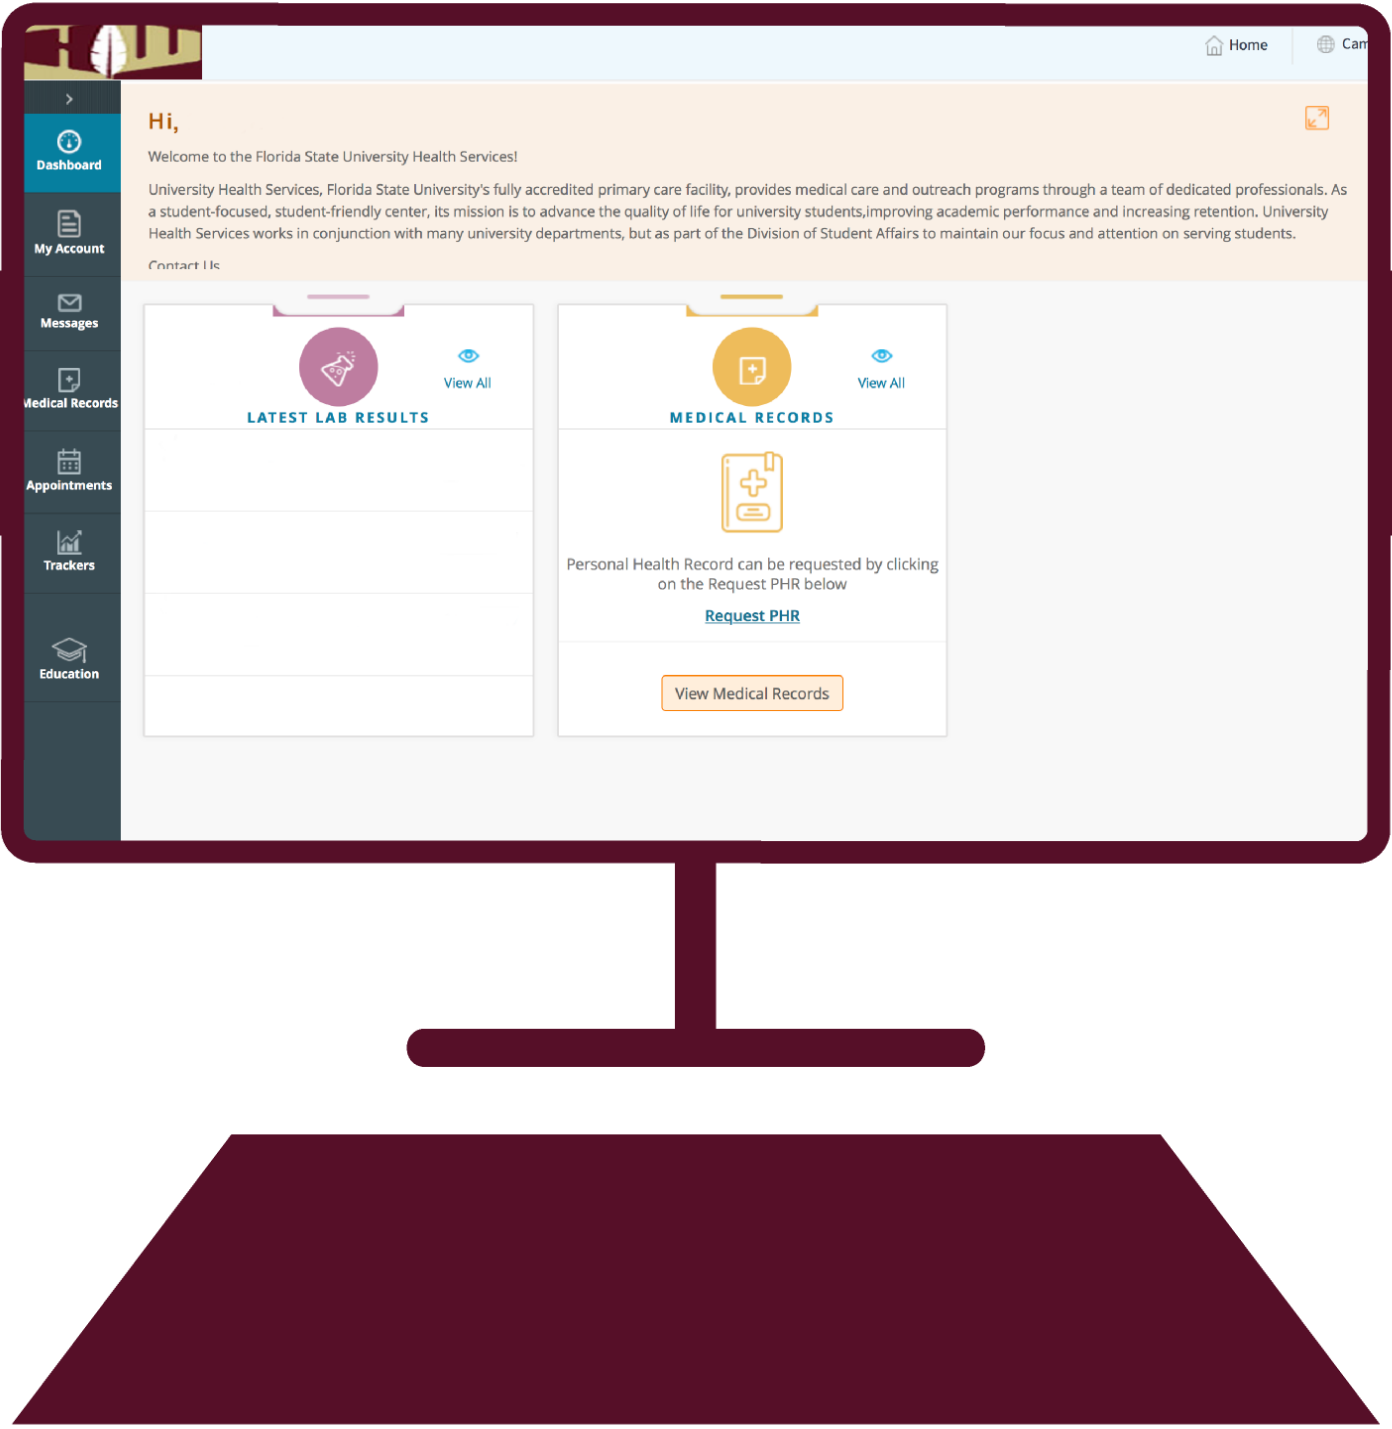 Home
Hi,
Welcome to the Florida State University Health Services!
University Health Services, Florida State University's fully accredited primary care facility, provides medical care and outreach programs through a team of dedicated professionals. As
a student-focused, student-friendly center, its mission is to advance the quality of life for university students,improving academic performance and increasing retention. University
Health Services works in conjunction with many university departments, but as part of the Division of Student Affairs to maintain our focus and attention on serving students.
Contact Us
Dashboard
My Account
Messages
Medical Records
Appointments
Trackers
Education
View All
LATEST LAB RESULTS
View All
MEDICAL RECORDS
Personal Health Record can be requested by clicking
on the Request PHR below
Request PHR
View Medical Records